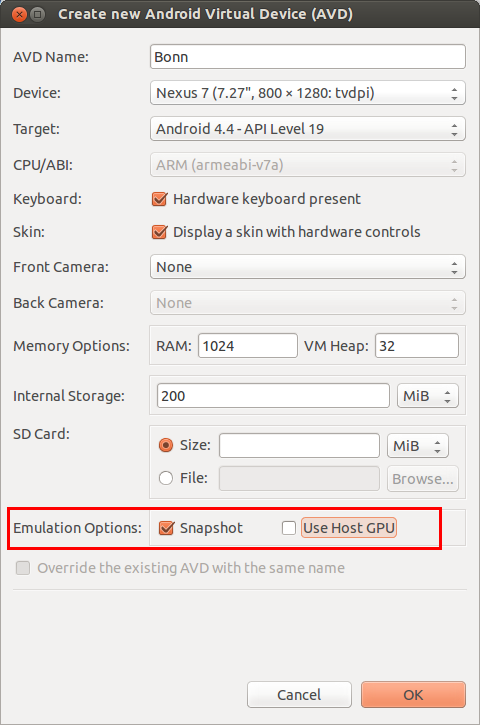 Create new Android Virtual Device (AVD)
AVD Name: Bonn
Device: Nexus 7 (7.27", 800 × 1280: tvdpi)
Target: Android 4.4 - API Level 19
CPU/ABI: ARM (armeabi-v7a)
Keyboard: Hardware keyboard present
Skin: Display a skin with hardware controls
Front Camera: None
Back Camera: None
Memory Options: RAM: 1024 VM Heap: 32
Internal Storage: 200 MiB
SD Card:
Size: MiB
File: Browse...
Emulation Options: Snapshot Use Host GPU
Override the existing AVD with the same name
Cancel OK